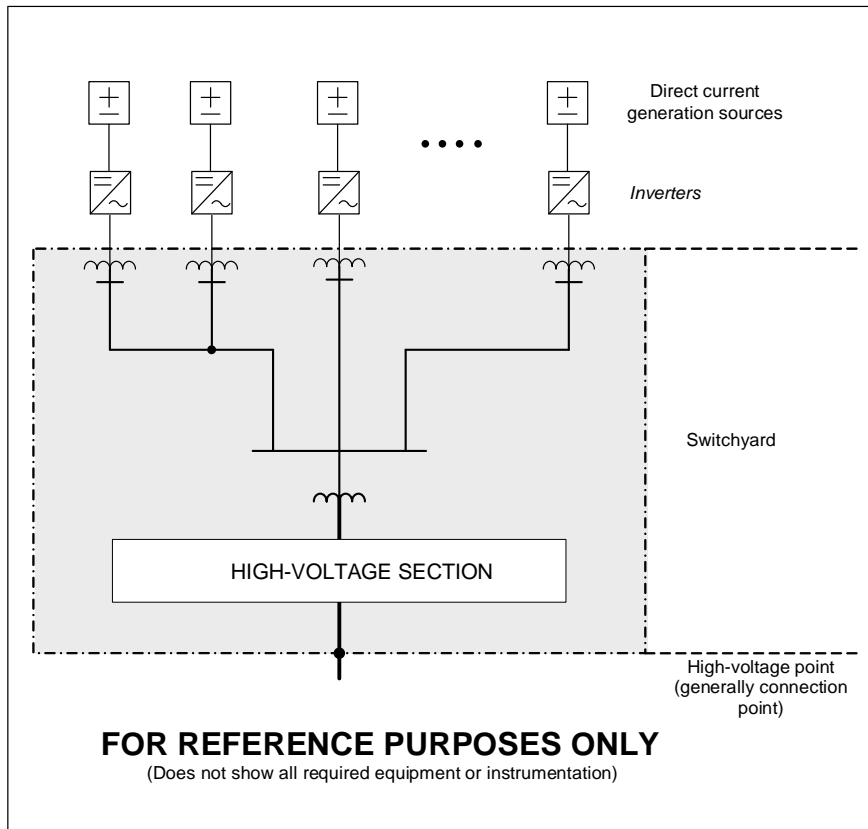 Direct current
generation sources
Inverters
Switchyard
HIGH-VOLTAGE SECTION
High-voltage point
(generally connection
point)
FOR REFERENCE PURPOSES ONLY
(Does not show all required equipment or instrumentation)